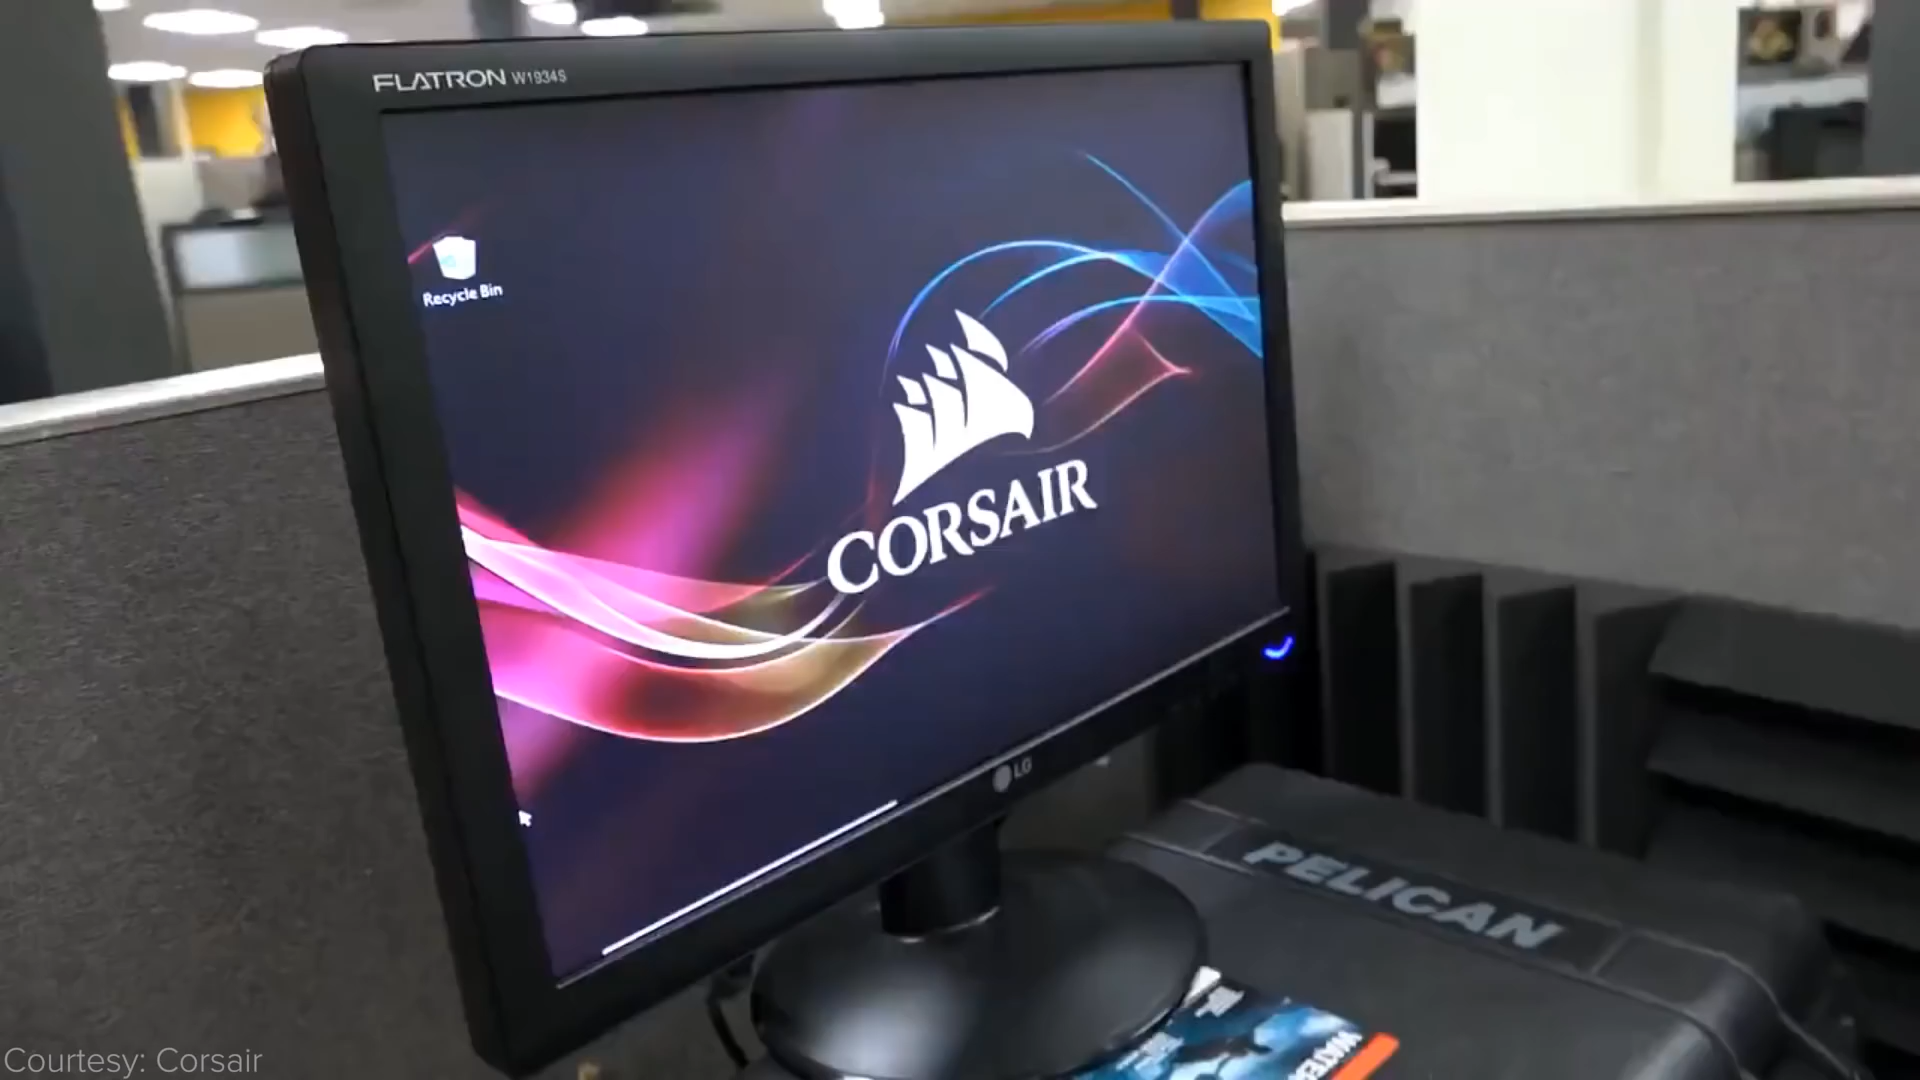 FLATRON W1934S
Recycle Bin
CORSAIR
LG
PELICAN
Courtesy: Corsair